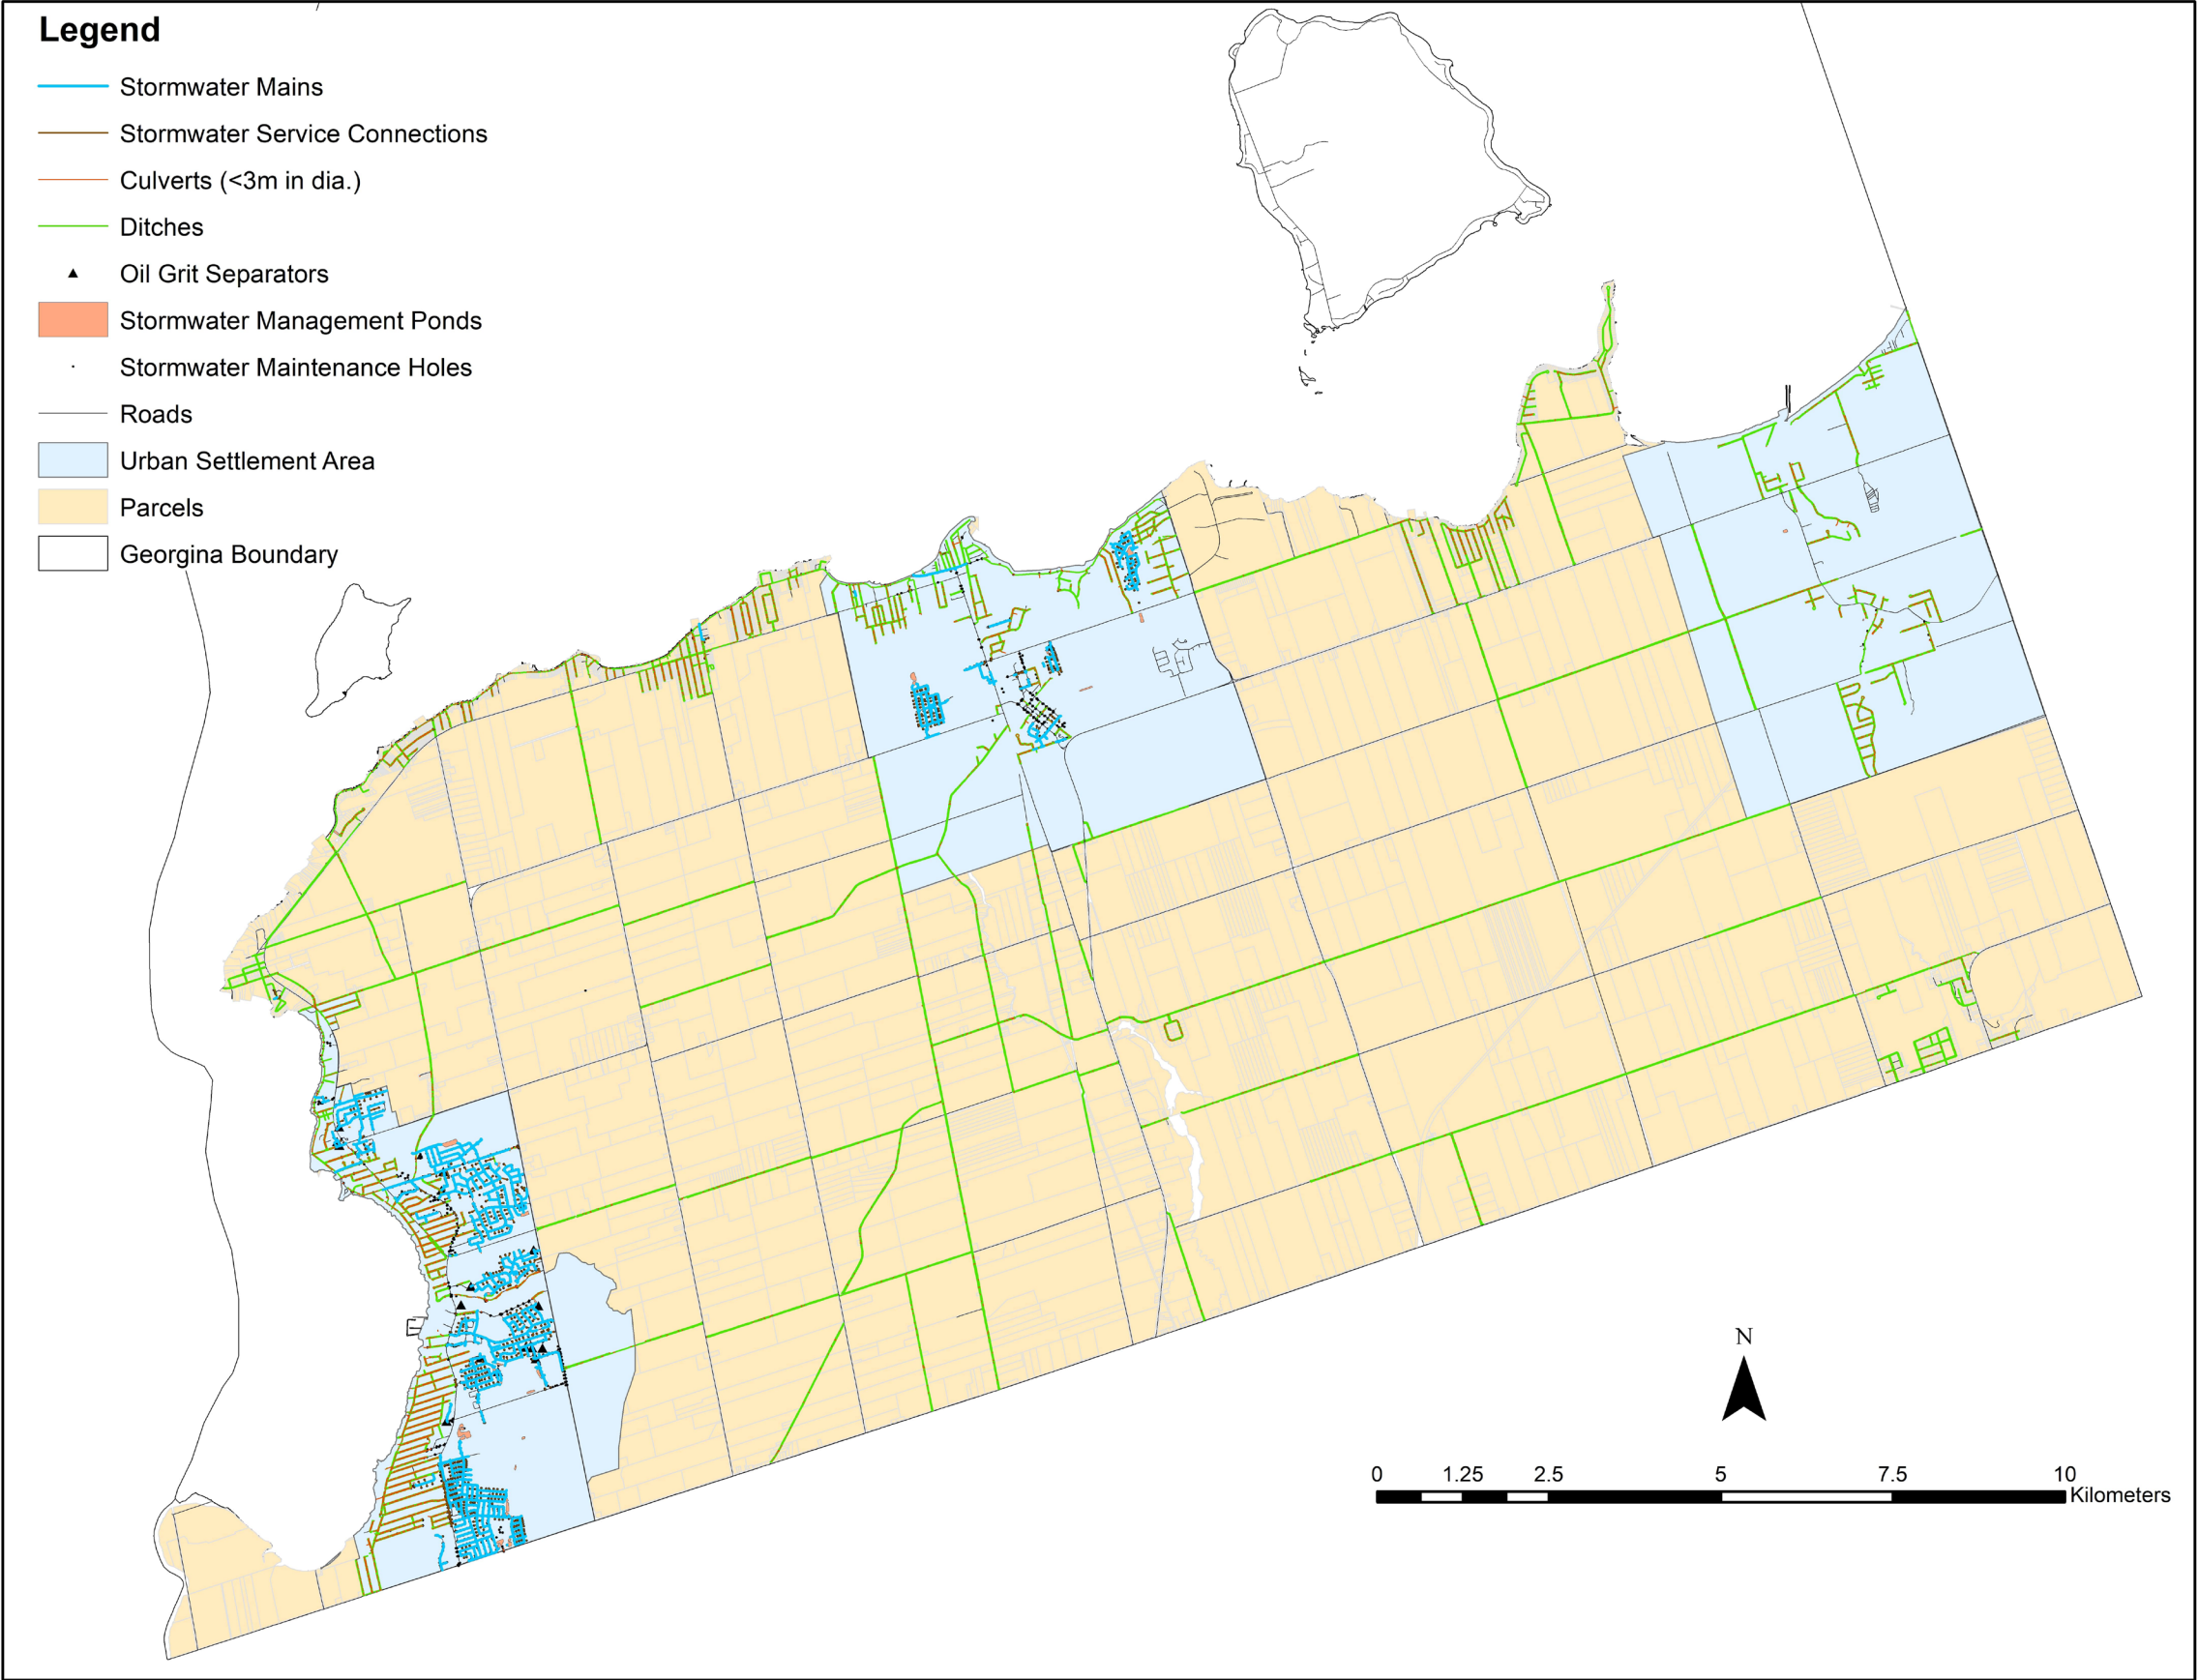 Legend
Stormwater Mains
Stormwater Service Connections
Culverts (<3m in dia.)
Ditches
Oil Grit Separators
Stormwater Management Ponds
Stormwater Maintenance Holes
Roads
Urban Settlement Area
Parcels
Georgina Boundary
N
0 1.25 2.5 5 7.5 10
Kilometers